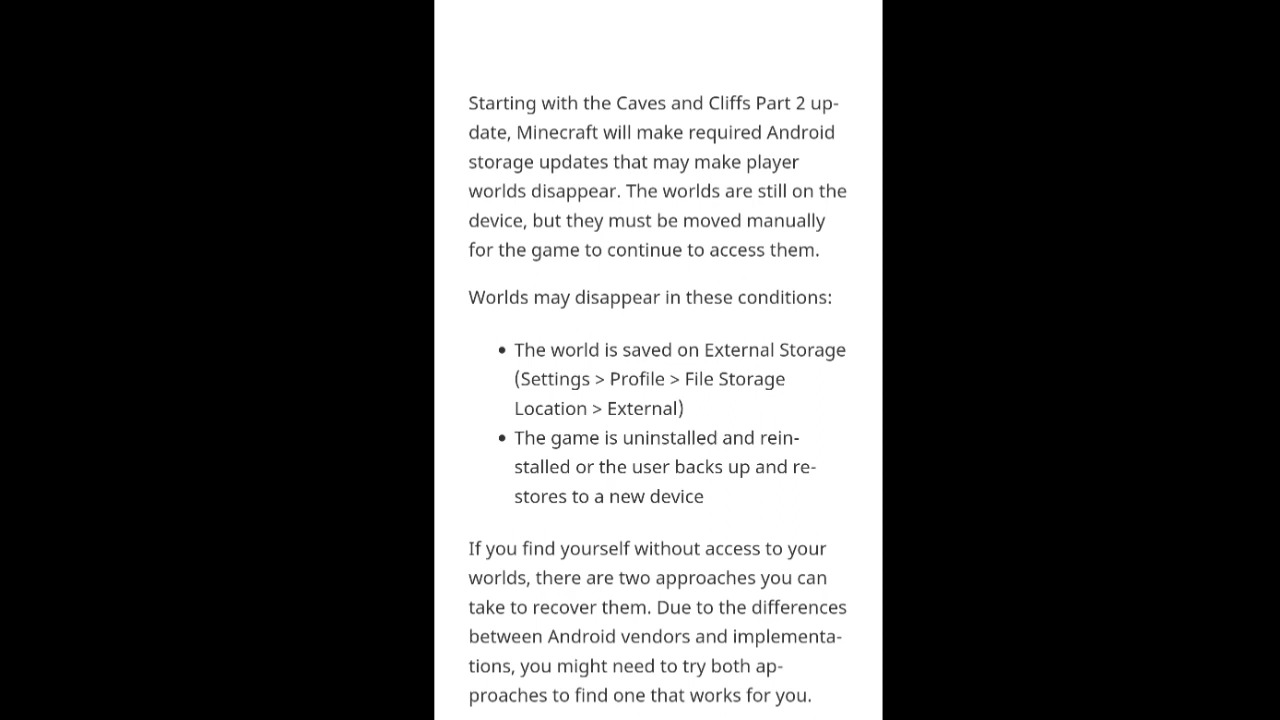 Starting with the Caves and Cliffs Part 2 up-
date, Minecraft will make required Android
storage updates that may make player
worlds disappear. The worlds are still on the
device, but they must be moved manually
for the game to continue to access them.
Worlds may disappear in these conditions:
• The world is saved on External Storage
(Settings > Profile > File Storage
Location > External)
• The game is uninstalled and rein-
stalled or the user backs up and re-
stores to a new device
If you find yourself without access to your
worlds, there are two approaches you can
take to recover them. Due to the differences
between Android vendors and implementa-
tions, you might need to try both ap-
proaches to find one that works for you.